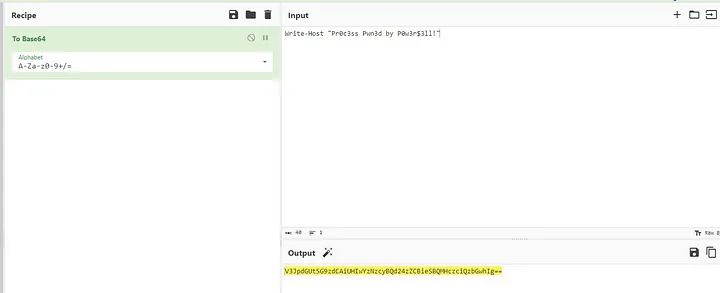 Recipe
To Base64
Alphabet
A-Za-z0-9+/=
Input
Write-Host "Pr0c3ss Pwn3d by P0w3r$3ll!"
40 1
Raw
Output
V3JpdGUtSG9zdCAiUHIwYzNzcyBQd24zZCBieSBQMHczciQzbGwhIg==